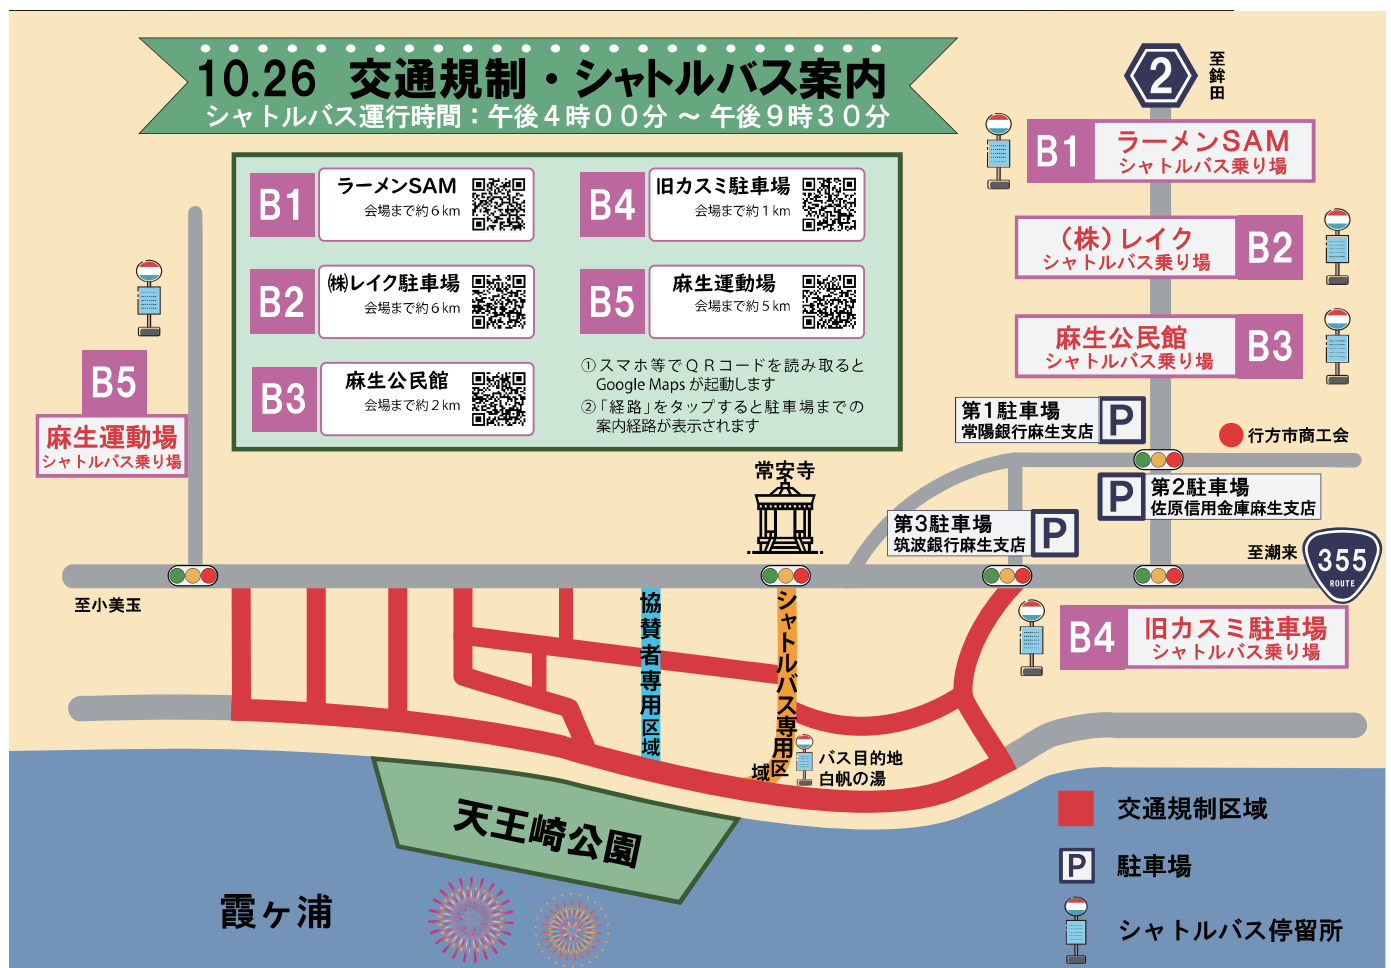 10.26 交通規制・シャトルバス案内
シャトルバス運行時間：午後４時００分 ～ 午後９時３０分
B1
ラーメンSAM
会場まで約6km
B2
㈱レイク駐車場
会場まで約6km
B3
麻生公民館
会場まで約2km
B4
旧カスミ駐車場
会場まで約1km
B5
麻生運動場
会場まで約5km
①スマホ等でＱＲコードを読み取ると
Google Maps が起動します
②「経路」をタップすると駐車場までの
案内経路が表示されます
2
至鉾田
B1
ラーメンSAM
シャトルバス乗り場
（株）レイク
シャトルバス乗り場
B2
麻生公民館
シャトルバス乗り場
B3
B5
麻生運動場
シャトルバス乗り場
第1駐車場
常陽銀行麻生支店
P
行方市商工会
P
第2駐車場
佐原信用金庫麻生支店
第3駐車場
筑波銀行麻生支店
P
常安寺
至潮来
355
ROUTE
至小美玉
B4
旧カスミ駐車場
シャトルバス乗り場
協賛者専用区域
シャトルバス専用区域
バス目的地
白帆の湯
天王崎公園
霞ヶ浦
交通規制区域
P
駐車場
シャトルバス停留所